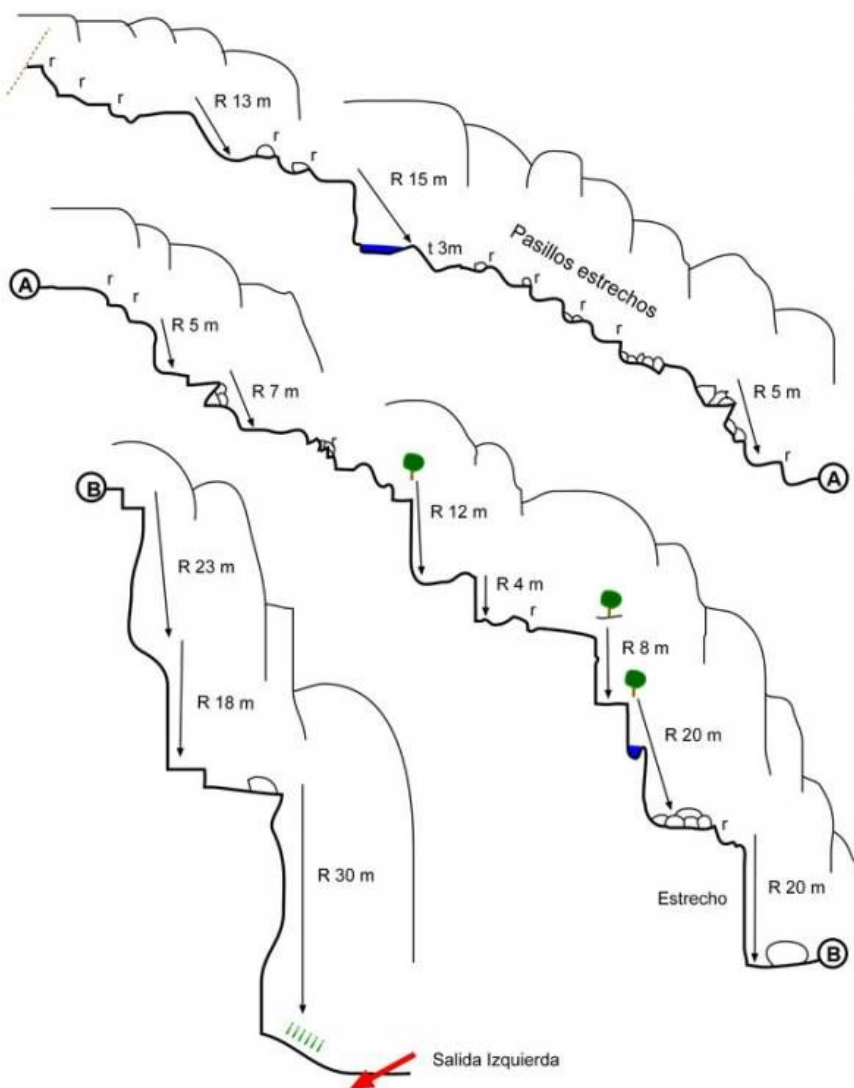 r
r
r
R 13 m
r
r
R 15 m
t 3m
Pasillos estrechos
r
r
r
r
R 5 m
r
A
A
r
r
R 5 m
R 7 m
r
R 12 m
R 4 m
r
R 8 m
R 20 m
r
Estrecho
R 20 m
B
B
R 23 m
R 18 m
R 30 m
Salida Izquierda